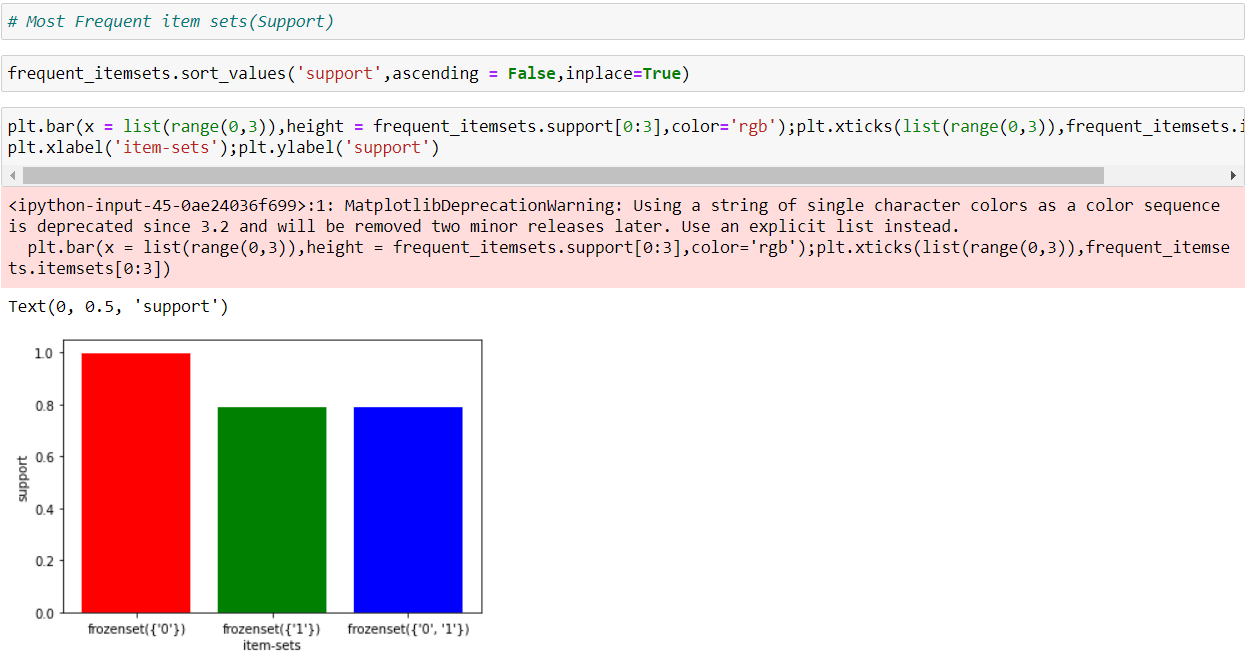 # Most Frequent item sets(Support)
frequent_itemsets.sort_values('support',ascending = False,inplace=True)
plt.bar(x = list(range(0,3)),height = frequent_itemsets.support[0:3],color='rgb');plt.xticks(list(range(0,3)),frequent_itemsets.i
plt.xlabel('item-sets');plt.ylabel('support')
<ipython-input-45-0ae24036f699>:1: MatplotlibDeprecationWarning: Using a string of single character colors as a color sequence
is deprecated since 3.2 and will be removed two minor releases later. Use an explicit list instead.
  plt.bar(x = list(range(0,3)),height = frequent_itemsets.support[0:3],color='rgb');plt.xticks(list(range(0,3)),frequent_itemse
ts.itemsets[0:3])
Text(0, 0.5, 'support')
1.0
0.8
0.6
0.4
0.2
0.0
support
frozenset({'0'}) frozenset({'1'}) frozenset({'0', '1'})
item-sets